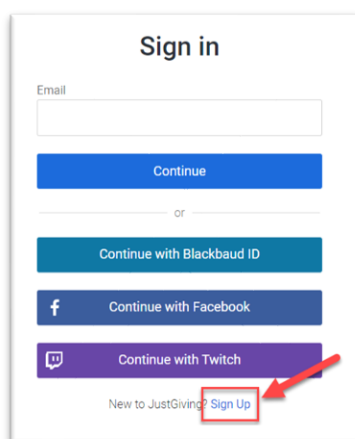 Sign in
Email
Continue
or
Continue with Blackbaud ID
Continue with Facebook
Continue with Twitch
New to JustGiving? Sign Up